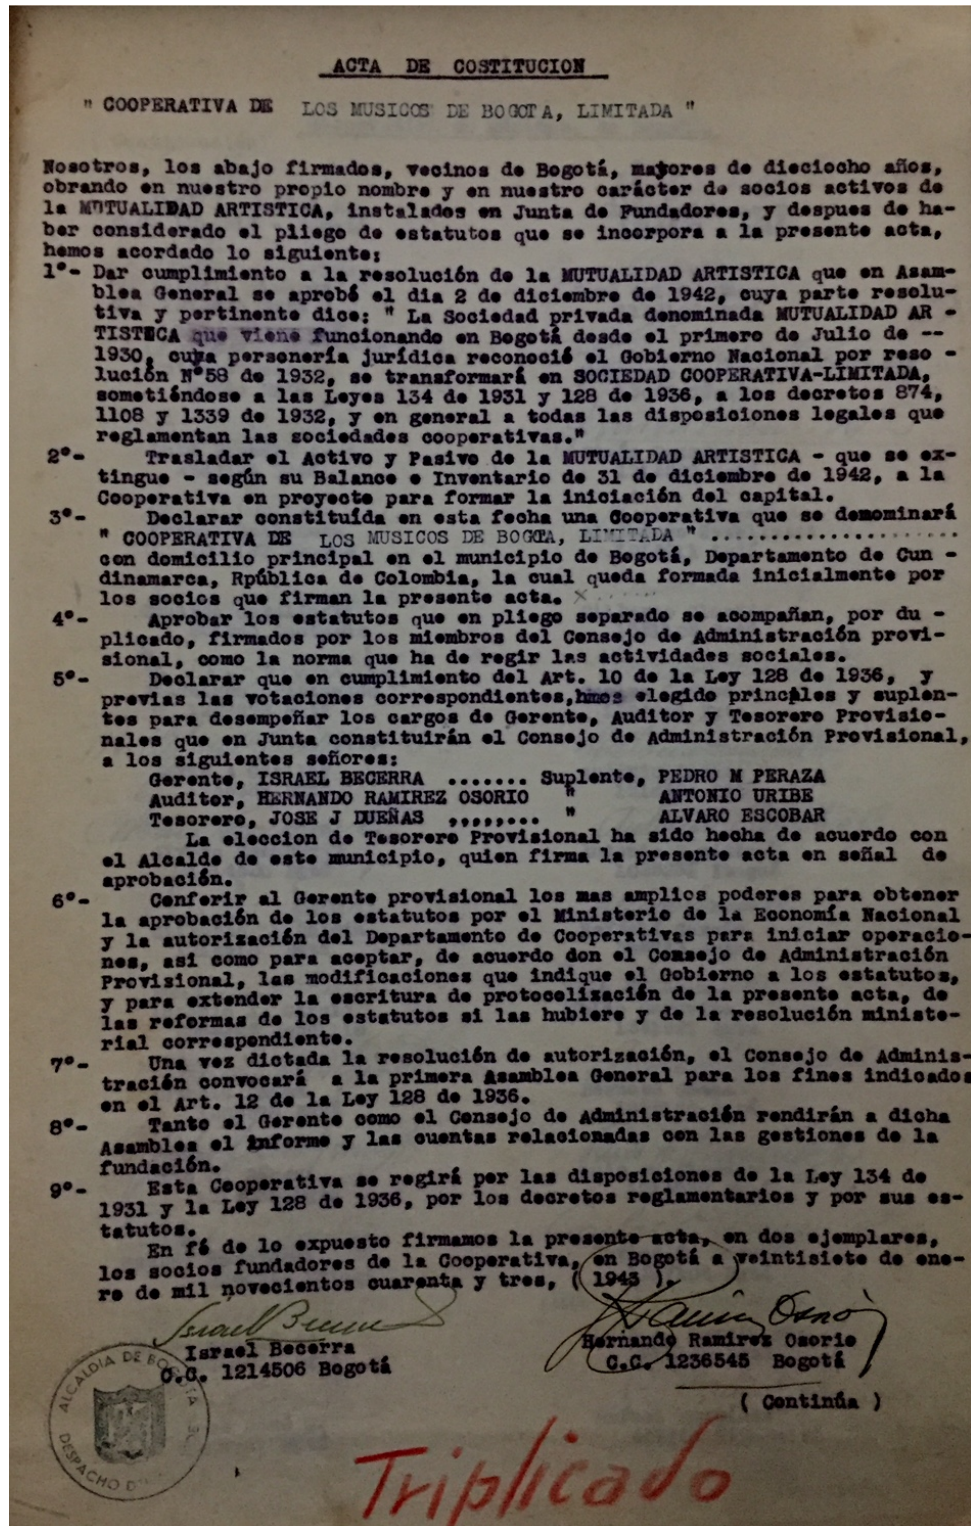 ACTA DE COSTITUCION
" COOPERATIVA DE LOS MUSICOS DE BOGOTA, LIMITADA "
Nosotros, los abajo firmados, vecinos de Bogotá, mayores de dieciocho años,
obrando en nuestro propio nombre y en nuestro carácter de socios activos de
la MUTUALIDAD ARTISTICA, instalados en Junta de Fundadores, y despues de ha-
ber considerado el pliego de estatutos que se incorpora a la presente acta,
hemos acordado lo siguiente;
1°- Dar cumplimiento a la resolución de la MUTUALIDAD ARTISTICA que en Asam-
blea General se aprobó el dia 2 de diciembre de 1942, cuya parte resolu-
tiva y pertinente dice: " La Sociedad privada denominada MUTUALIDAD AR -
TISTECA que viene funcionando en Bogotá desde el primero de Julio de --
1930, cuya personería jurídica reconoció el Gobierno Nacional por reso -
lución N°58 de 1932, se transformará en SOCIEDAD COOPERATIVA-LIMITADA,
sometiéndose a las Leyes 134 de 1931 y 128 de 1936, a los decretos 874,
1108 y 1339 de 1932, y en general a todas las disposiciones legales que
reglamentan las sociedades cooperativas."
2°- Trasladar el Activo y Pasivo de la MUTUALIDAD ARTISTICA - que se ex-
tingue - según su Balance e Inventario de 31 de diciembre de 1942, a la
Cooperativa en proyecto para formar la iniciación del capital.
3°- Declarar constituída en esta fecha una Cooperativa que se demominará
" COOPERATIVA DE LOS MUSICOS DE BOGOTA, LIMITADA " ....................
con domicilio principal en el municipio de Bogotá, Departamento de Cun -
dinamarca, Rpública de Colombia, la cual queda formada inicialmente por
los socios que firman la presente acta.
4°- Aprobar los estatutos que en pliego separado se acompañan, por du -
plicado, firmados por los miembros del Consejo de Administración provi-
sional, como la norma que ha de regir las actividades sociales.
5°- Declarar que en cumplimiento del Art. 10 de la Ley 128 de 1936, y
previas las votaciones correspondientes, hmos elegido princáles y suplen-
tes para desempeñar los cargos de Gerente, Auditor y Tesorero Provisio-
nales que en Junta constituirán el Consejo de Administración Provisional,
a los siguientes señores:
Gerente, ISRAEL BECERRA ....... Suplente, PEDRO M PERAZA
Auditor, HERNANDO RAMIREZ OSORIO " ANTONIO URIBE
Tesorero, JOSE J DUEÑAS ,,,,,... " ALVARO ESCOBAR
La eleccion de Tesorero Provisional ha sido hecha de acuerdo con
el Alcalde de este municipio, quien firma la presente acta en señal de
aprobación.
6°- Conferir al Gerente provisional los mas amplios poderes para obtener
la aprobación de los estatutos por el Ministerio de la Economía Nacional
y la autorización del Departamento de Cooperativas para iniciar operacio-
nes, asi como para aceptar, de acuerdo don el Consejo de Administración
Provisional, las modificaciones que indique el Gobierno a los estatutos,
y para extender la escritura de protocolización de la presente acta, de
las reformas de los estatutos si las hubiere y de la resolución ministe-
rial correspondiente.
7°- Una vez dictada la resolución de autorización, el Consejo de Adminis-
tración convocará a la primera Asamblea General para los fines indicados
en el Art. 12 de la Ley 128 de 1936.
8°- Tanto el Gerente como el Consejo de Administración rendirán a dicha
Asamblea el informe y las cuentas relacionadas con las gestiones de la
fundación.
9°- Esta Cooperativa se regirá por las disposiciones de la Ley 134 de
1931 y la Ley 128 de 1936, por los decretos reglamentarios y por sus es-
tatutos.
En fé de lo expuesto firmamos la presente acta, en dos ejemplares,
los socios fundadores de la Cooperativa, en Bogotá a veintisiete de ene-
ro de mil novecientos cuarenta y tres, ( 1943 ).
Israel Becerra
Israel Becerra
C.C. 1214506 Bogotá
Hernando Ramirez Osorio
C.C. 1236545 Bogotá
( Continúa )
ALCALDIA DE BOGOTA
DESPACHO
Triplicado